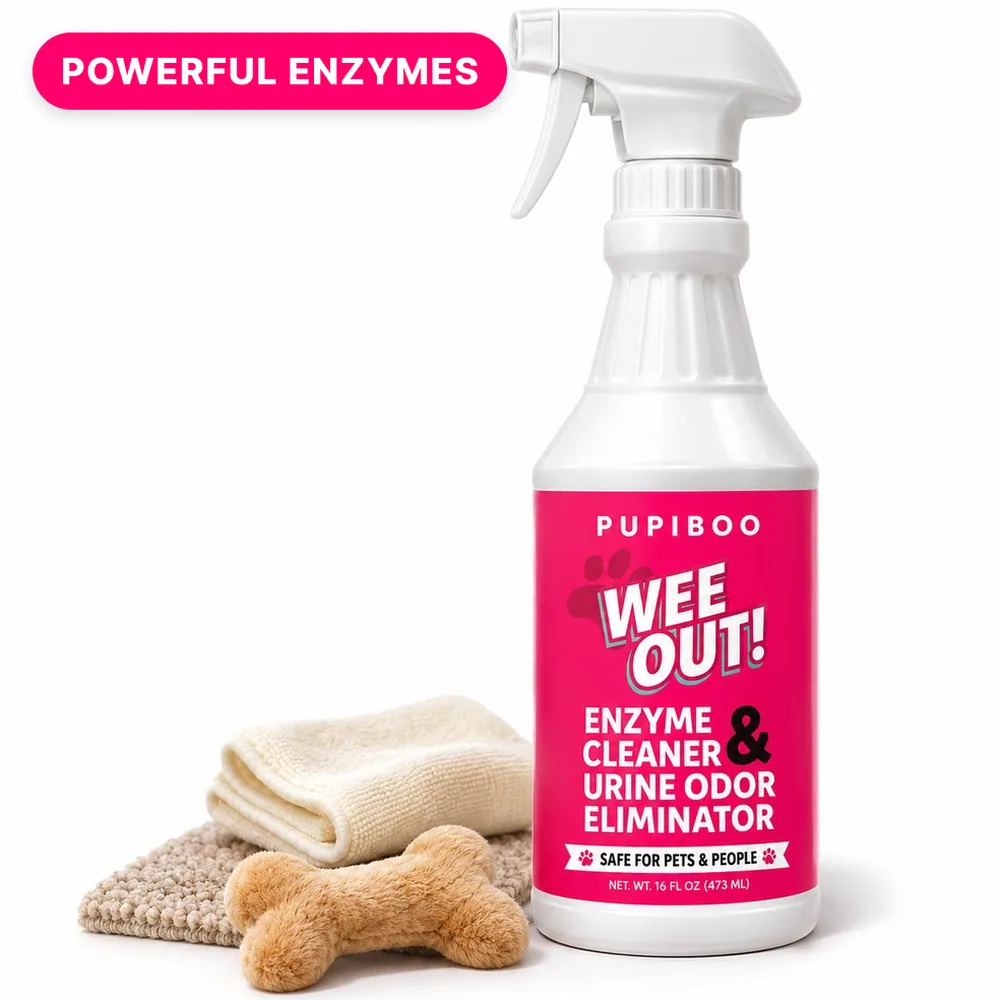 POWERFUL ENZYMES
PUPIBOO
WEE
OUT!
ENZYME
CLEANER &
URINE ODOR
ELIMINATOR
SAFE FOR PETS & PEOPLE
NET. WT. 16 FL OZ (473 ML)